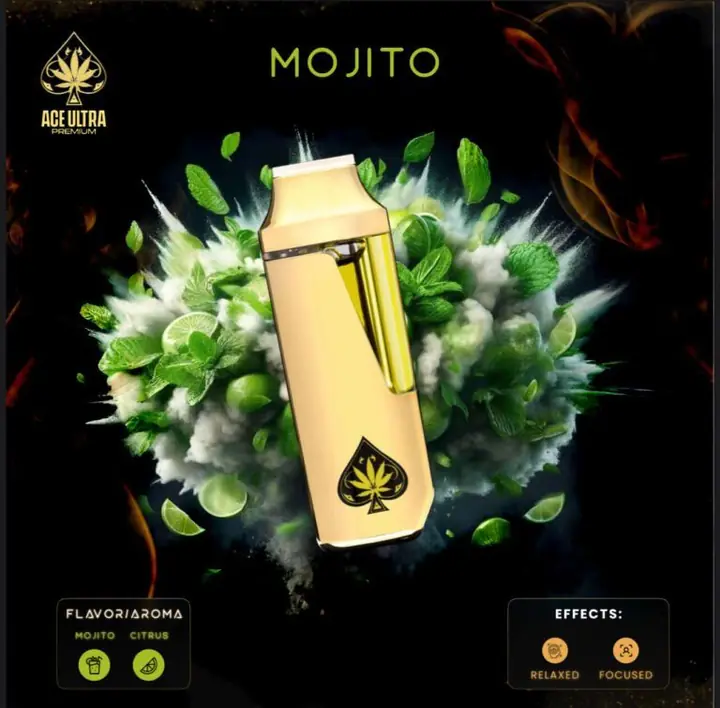 MOJITO
ACE ULTRA
PREMIUM
FLAVOR/AROMA
MOJITO CITRUS
EFFECTS:
RELAXED FOCUSED